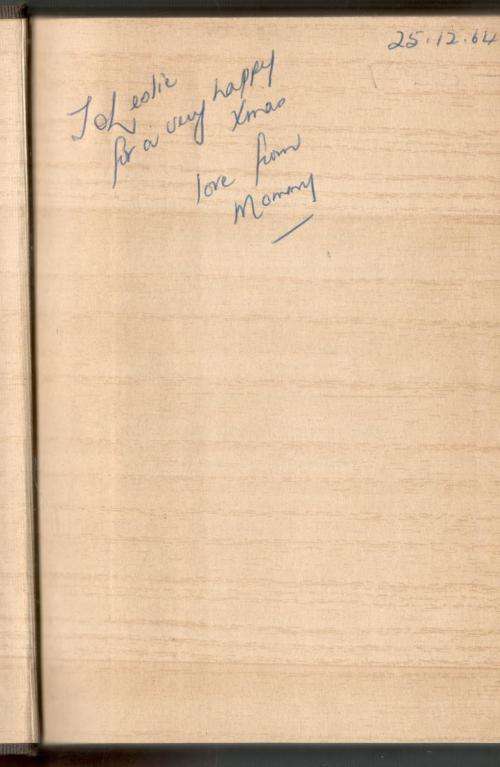 25.12.64
To Leslie
for a very happy
Xmas
love from
Mommy